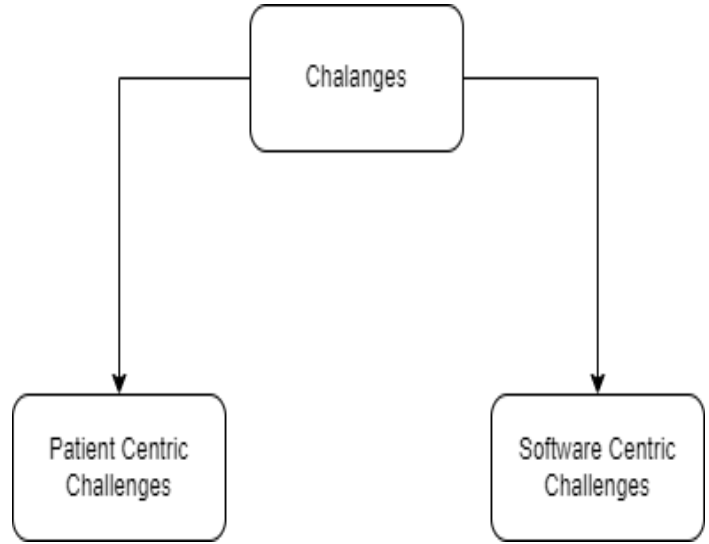 Chalanges
Patient Centric
Challenges
Software Centric
Challenges